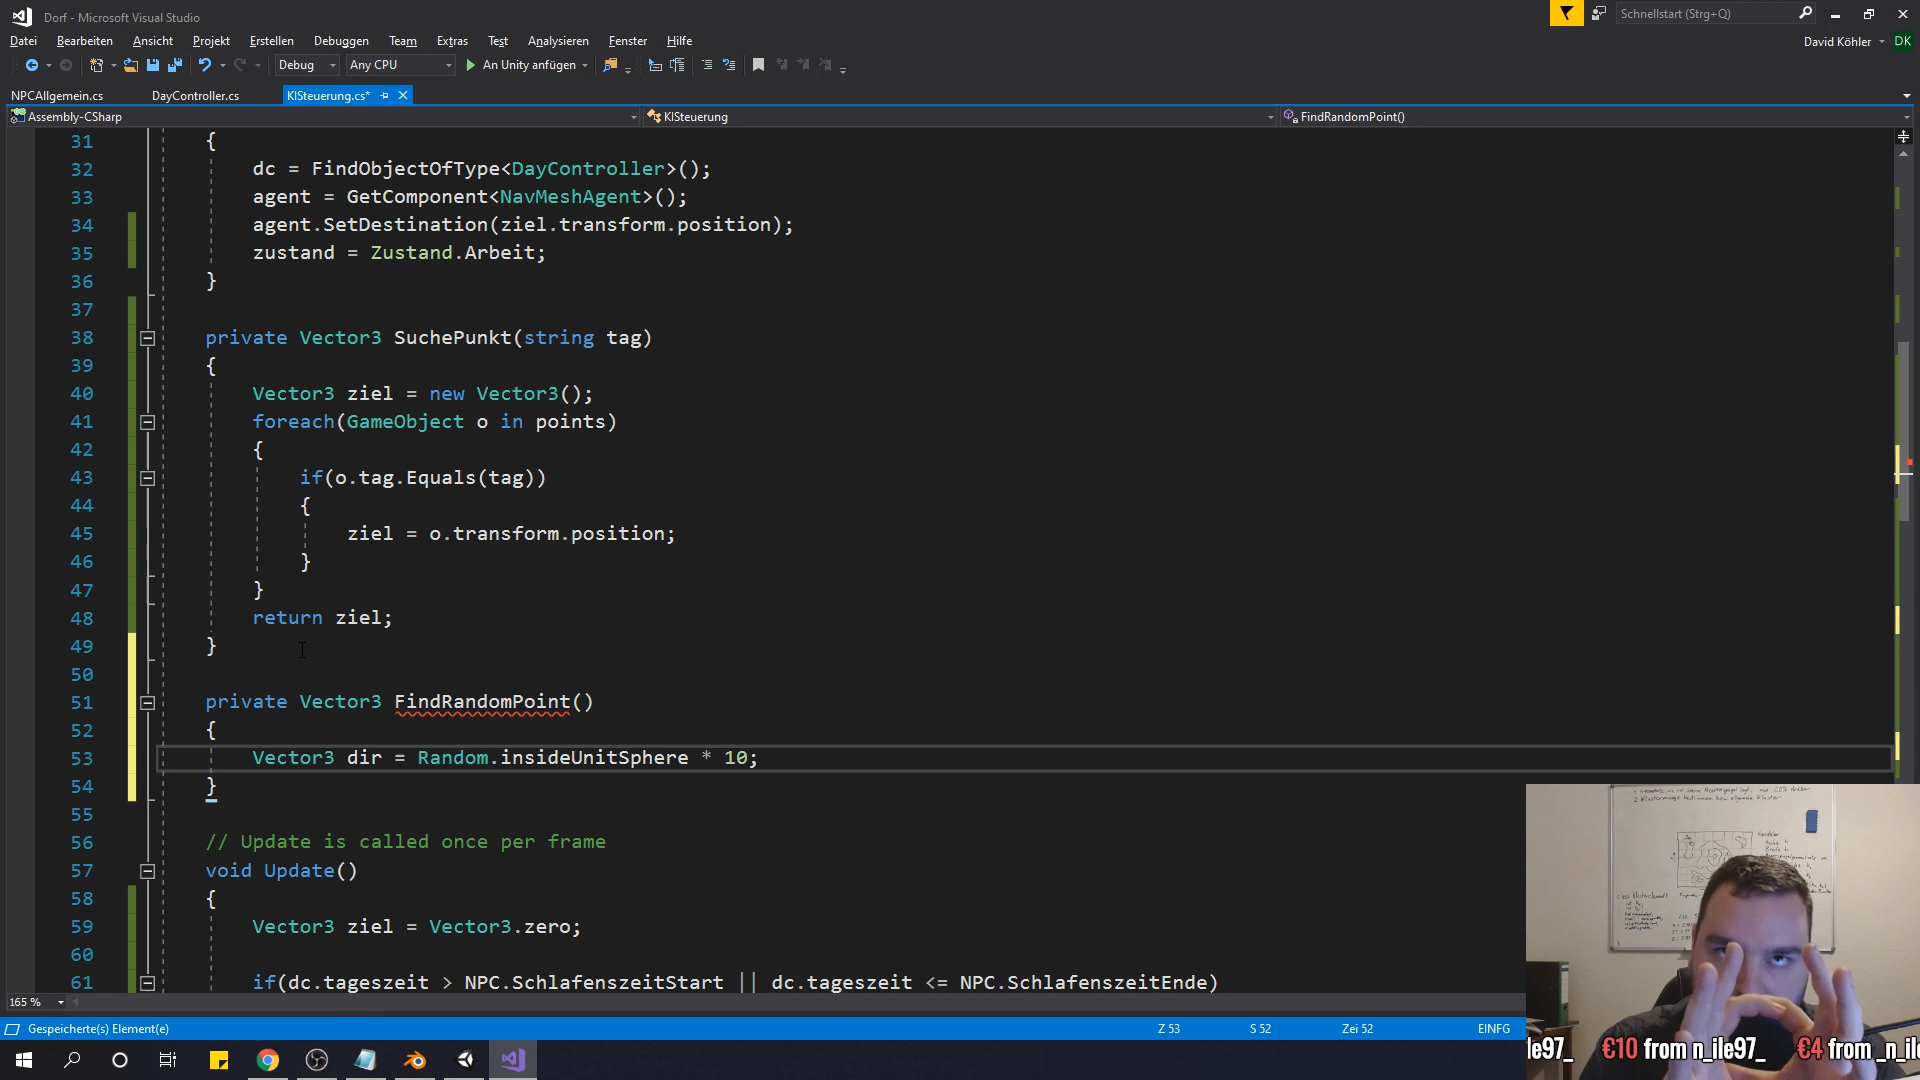 Dorf - Microsoft Visual Studio
Schnellstart (Strg+Q)
Datei Bearbeiten Ansicht Projekt Erstellen Debuggen Team Extras Test Analysieren Fenster Hilfe
David Köhler DK
Debug Any CPU An Unity anfügen
NPCAllgemein.cs DayController.cs KISteuerung.cs*
Assembly-CSharp KISteuerung FindRandomPoint()
31 {
32 dc = FindObjectOfType<DayController>();
33 agent = GetComponent<NavMeshAgent>();
34 agent.SetDestination(ziel.transform.position);
35 zustand = Zustand.Arbeit;
36 }
37
38 private Vector3 SuchePunkt(string tag)
39 {
40 Vector3 ziel = new Vector3();
41 foreach(GameObject o in points)
42 {
43 if(o.tag.Equals(tag))
44 {
45 ziel = o.transform.position;
46 }
47 }
48 return ziel;
49 }
50
51 private Vector3 FindRandomPoint()
52 {
53 Vector3 dir = Random.insideUnitSphere * 10;
54 }
55
56 // Update is called once per frame
57 void Update()
58 {
59 Vector3 ziel = Vector3.zero;
60
61 if(dc.tageszeit > NPC.SchlafenszeitStart || dc.tageszeit <= NPC.SchlafenszeitEnde)
165 %
Gespeicherte(s) Element(e) Z 53 S 52 Zei 52 EINFG
le97_ €10 from n_ile97_ €4 from _n_il